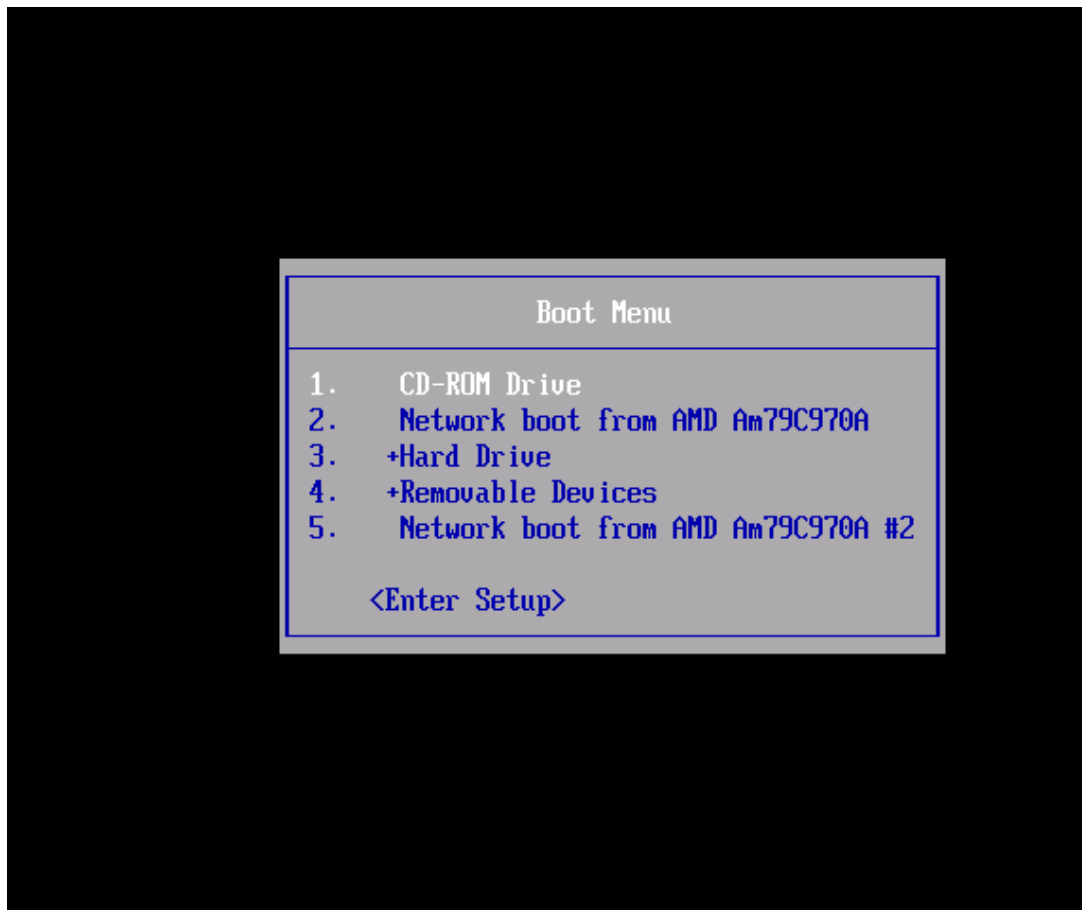 Boot Menu
1. CD-ROM Drive
2. Network boot from AMD Am79C970A
3. +Hard Drive
4. +Removable Devices
5. Network boot from AMD Am79C970A #2
<Enter Setup>